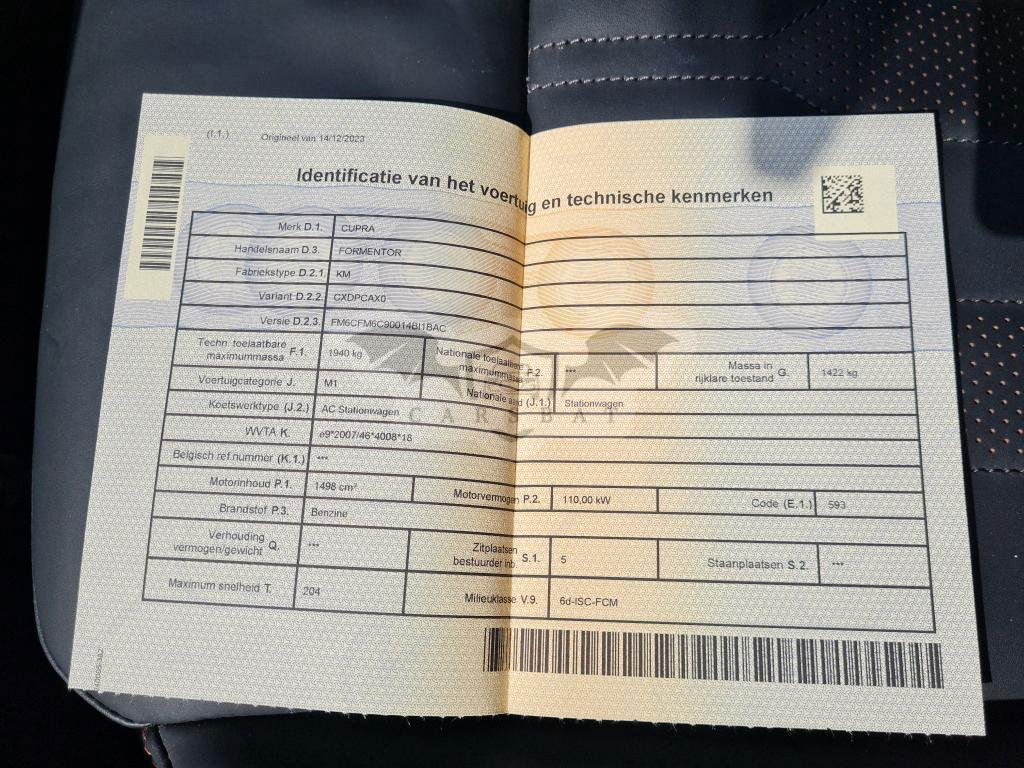 (I.1.) Origineel van 14/12/2023
Identificatie van het voertuig en technische kenmerken
Merk D.1. CUPRA
Handelsnaam D.3. FORMENTOR
Fabriekstype D.2.1. KM
Variant D.2.2. CXDPCAX0
Versie D.2.3. FM6CFM6C90014BI1BAC
Techn. toelaatbare
maximummassa F.1. 1940 kg
Nationale toelaatbare
maximummassa F.2. ***
Massa in
rijklare toestand G. 1422 kg
Voertuigcategorie J. M1
Nationale aard (J.1.) Stationwagen
Koetswerktype (J.2.) AC Stationwagen
CARSBAT
WVTA K. e9*2007/46*4008*18
Belgisch ref.nummer (K.1.) ***
Motorinhoud P.1. 1498 cm³ Motorvermogen P.2. 110,00 kW Code (E.1.) 593
Brandstof P.3. Benzine
Verhouding
vermogen/gewicht Q. ***
Zitplaatsen
bestuurder inb. S.1. 5
Staanplaatsen S.2. ***
Maximum snelheid T. 204 Milieuklasse V.9. 6d-ISC-FCM